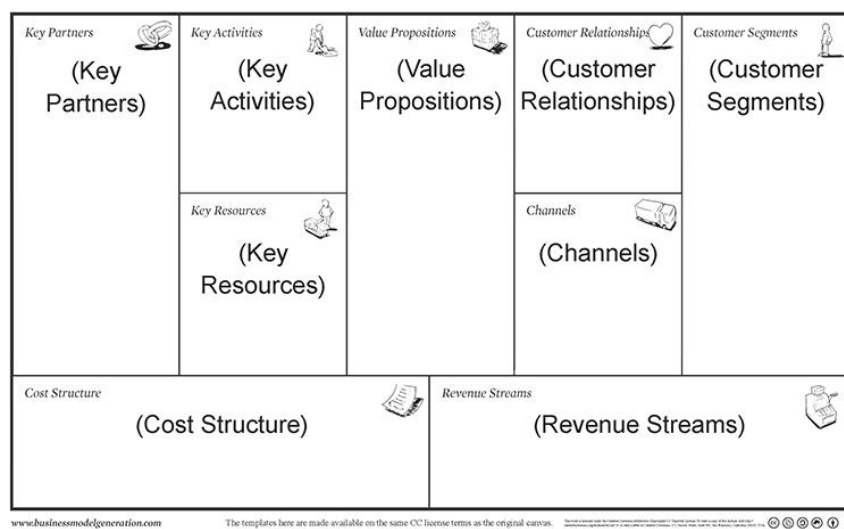 Key Partners
(Key
Partners)
Key Activities
(Key
Activities)
Key Resources
(Key
Resources)
Value Propositions
(Value
Propositions)
Customer Relationships
(Customer
Relationships)
Channels
(Channels)
Customer Segments
(Customer
Segments)
Cost Structure
(Cost Structure)
Revenue Streams
(Revenue Streams)
www.businessmodelgeneration.com
The templates here are made available on the same CC license terms as the original canvas.